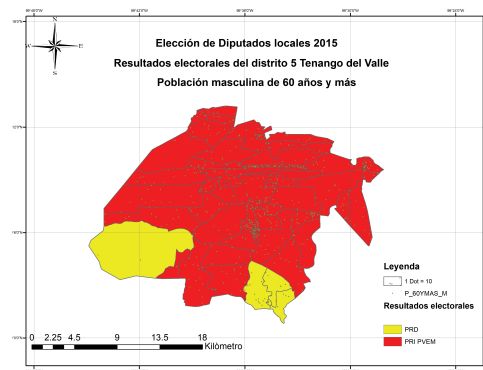 N
W E
S
Elección de Diputados locales 2015
Resultados electorales del distrito 5 Tenango del Valle
Población masculina de 60 años y más
Leyenda
1 Dot = 10
P_60YMAS_M
Resultados electorales
PRD
PRI PVEM
0 2.25 4.5 9 13.5 18
Kilòmetro